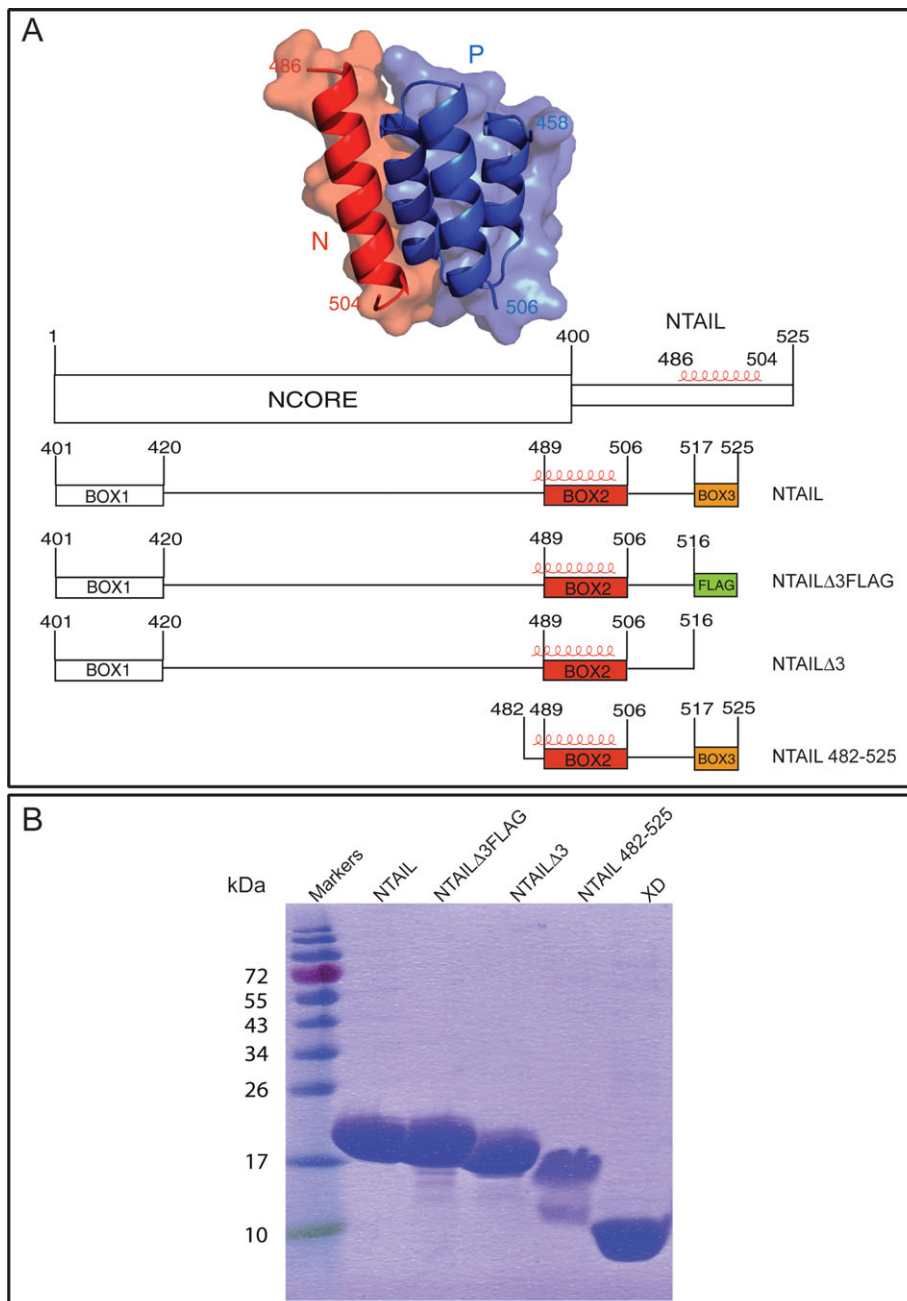 A
486
P
458
N
504
506
NTAIL
1
400
525
486
504
NCORE
401
420
489
506
517
525
BOX1
BOX2
BOX3
NTAIL
401
420
489
506
516
BOX1
BOX2
FLAG
NTAILΔ3FLAG
401
420
489
506
516
BOX1
BOX2
NTAILΔ3
482
489
506
517
525
BOX2
BOX3
NTAIL 482-525
B
kDa
Markers
NTAIL
NTAILΔ3FLAG
NTAILΔ3
NTAIL 482-525
XD
72
55
43
34
26
17
10